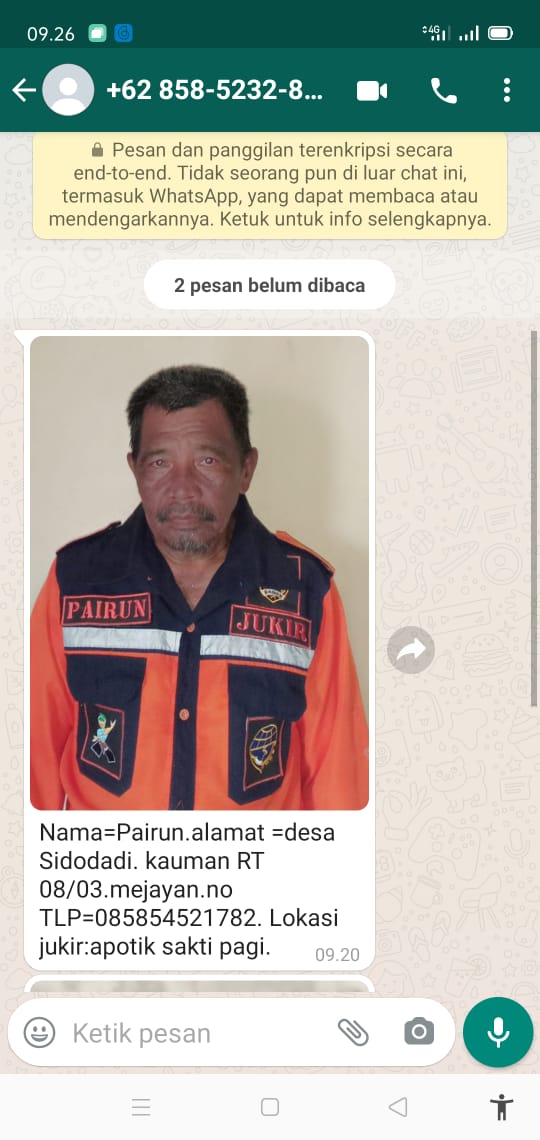 09.26
4G
+62 858-5232-8...
Pesan dan panggilan terenkripsi secara
end-to-end. Tidak seorang pun di luar chat ini,
termasuk WhatsApp, yang dapat membaca atau
mendengarkannya. Ketuk untuk info selengkapnya.
2 pesan belum dibaca
PAIRUN
JUKIR
Nama=Pairun.alamat =desa
Sidodadi. kauman RT
08/03.mejayan.no
TLP=085854521782. Lokasi
jukir:apotik sakti pagi.
09.20
Ketik pesan